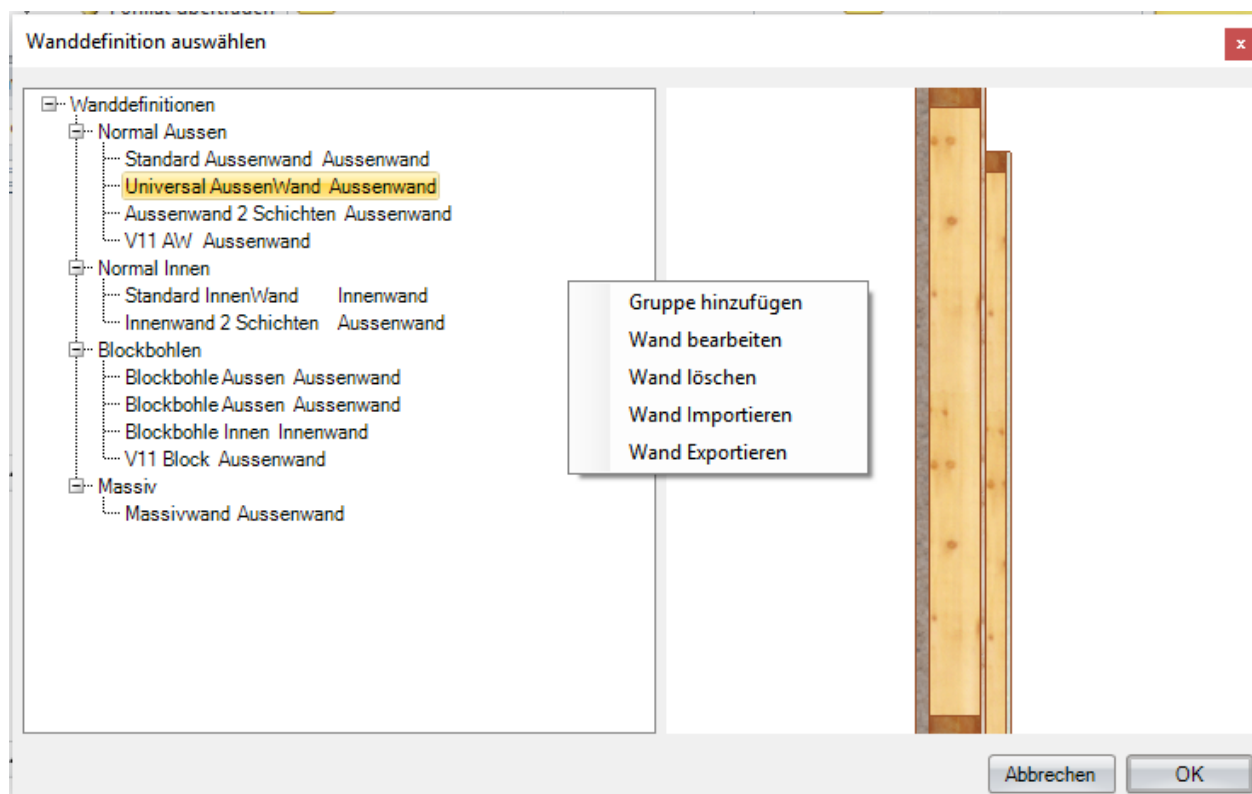 Format übertragen
Wanddefinition auswählen
x
Wanddefinitionen
Normal Aussen
Standard Aussenwand Aussenwand
Universal AussenWand Aussenwand
Aussenwand 2 Schichten Aussenwand
V11 AW Aussenwand
Normal Innen
Standard InnenWand Innenwand
Innenwand 2 Schichten Aussenwand
Blockbohlen
Blockbohle Aussen Aussenwand
Blockbohle Aussen Aussenwand
Blockbohle Innen Innenwand
V11 Block Aussenwand
Massiv
Massivwand Aussenwand
Gruppe hinzufügen
Wand bearbeiten
Wand löschen
Wand Importieren
Wand Exportieren
Abbrechen
OK